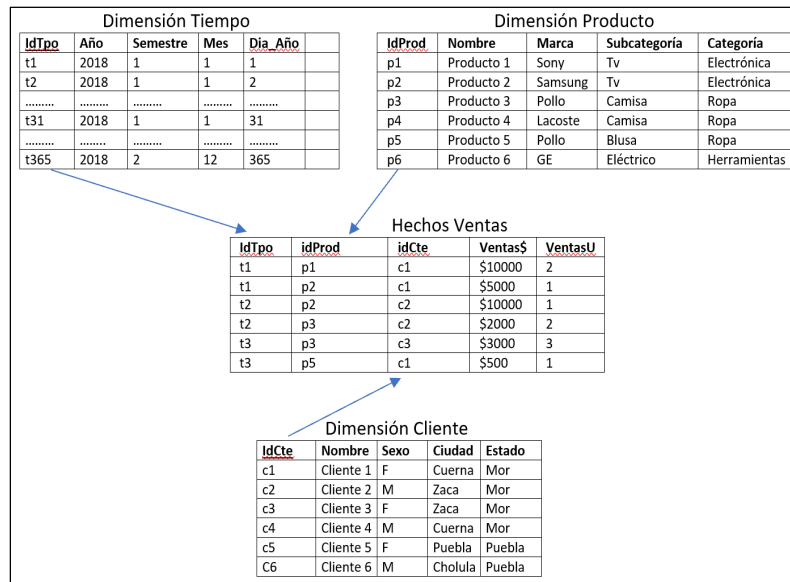 Dimensión Tiempo
IdTpo Año Semestre Mes Dia_Año
t1 2018 1 1 1
t2 2018 1 1 2
......... ......... ......... ......... .........
t31 2018 1 1 31
......... ........ ......... ......... .........
t365 2018 2 12 365
Dimensión Producto
IdProd Nombre Marca Subcategoría Categoría
p1 Producto 1 Sony Tv Electrónica
p2 Producto 2 Samsung Tv Electrónica
p3 Producto 3 Pollo Camisa Ropa
p4 Producto 4 Lacoste Camisa Ropa
p5 Producto 5 Pollo Blusa Ropa
p6 Producto 6 GE Eléctrico Herramientas
Hechos Ventas
IdTpo idProd idCte Ventas$ VentasU
t1 p1 c1 $10000 2
t1 p2 c1 $5000 1
t2 p2 c2 $10000 1
t2 p3 c2 $2000 2
t3 p3 c3 $3000 3
t3 p5 c1 $500 1
Dimensión Cliente
IdCte Nombre Sexo Ciudad Estado
c1 Cliente 1 F Cuerna Mor
c2 Cliente 2 M Zaca Mor
c3 Cliente 3 F Zaca Mor
c4 Cliente 4 M Cuerna Mor
c5 Cliente 5 F Puebla Puebla
C6 Cliente 6 M Cholula Puebla